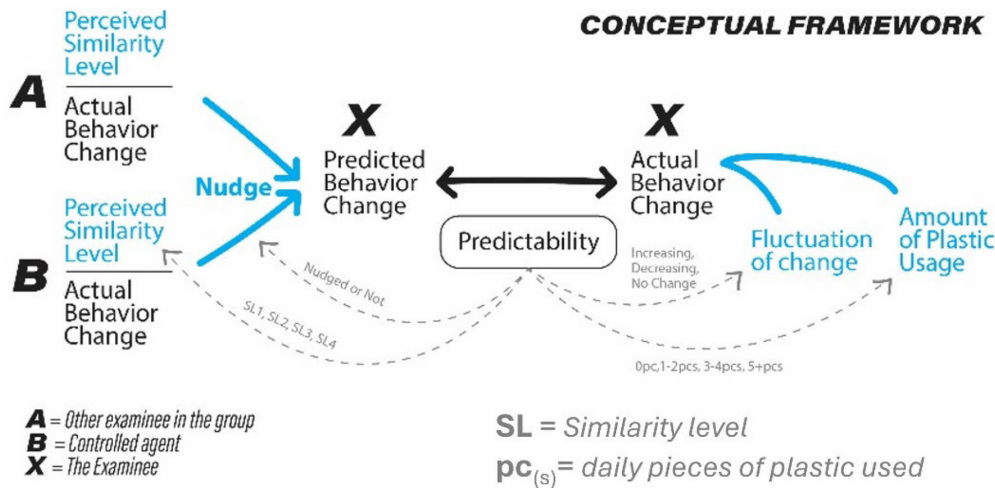 CONCEPTUAL FRAMEWORK
A
Perceived
Similarity
Level
Actual
Behavior
Change
B
Perceived
Similarity
Level
Actual
Behavior
Change
Nudge
X
Predicted
Behavior
Change
X
Actual
Behavior
Change
Predictability
Fluctuation
of change
Amount
of Plastic
Usage
Nudged or Not
SL1, SL2, SL3, SL4
Increasing,
Decreasing,
No Change
0pc,1-2pcs, 3-4pcs, 5+pcs
A = Other examinee in the group
B = Controlled agent
X = The Examinee
SL = Similarity level
pc(s)= daily pieces of plastic used